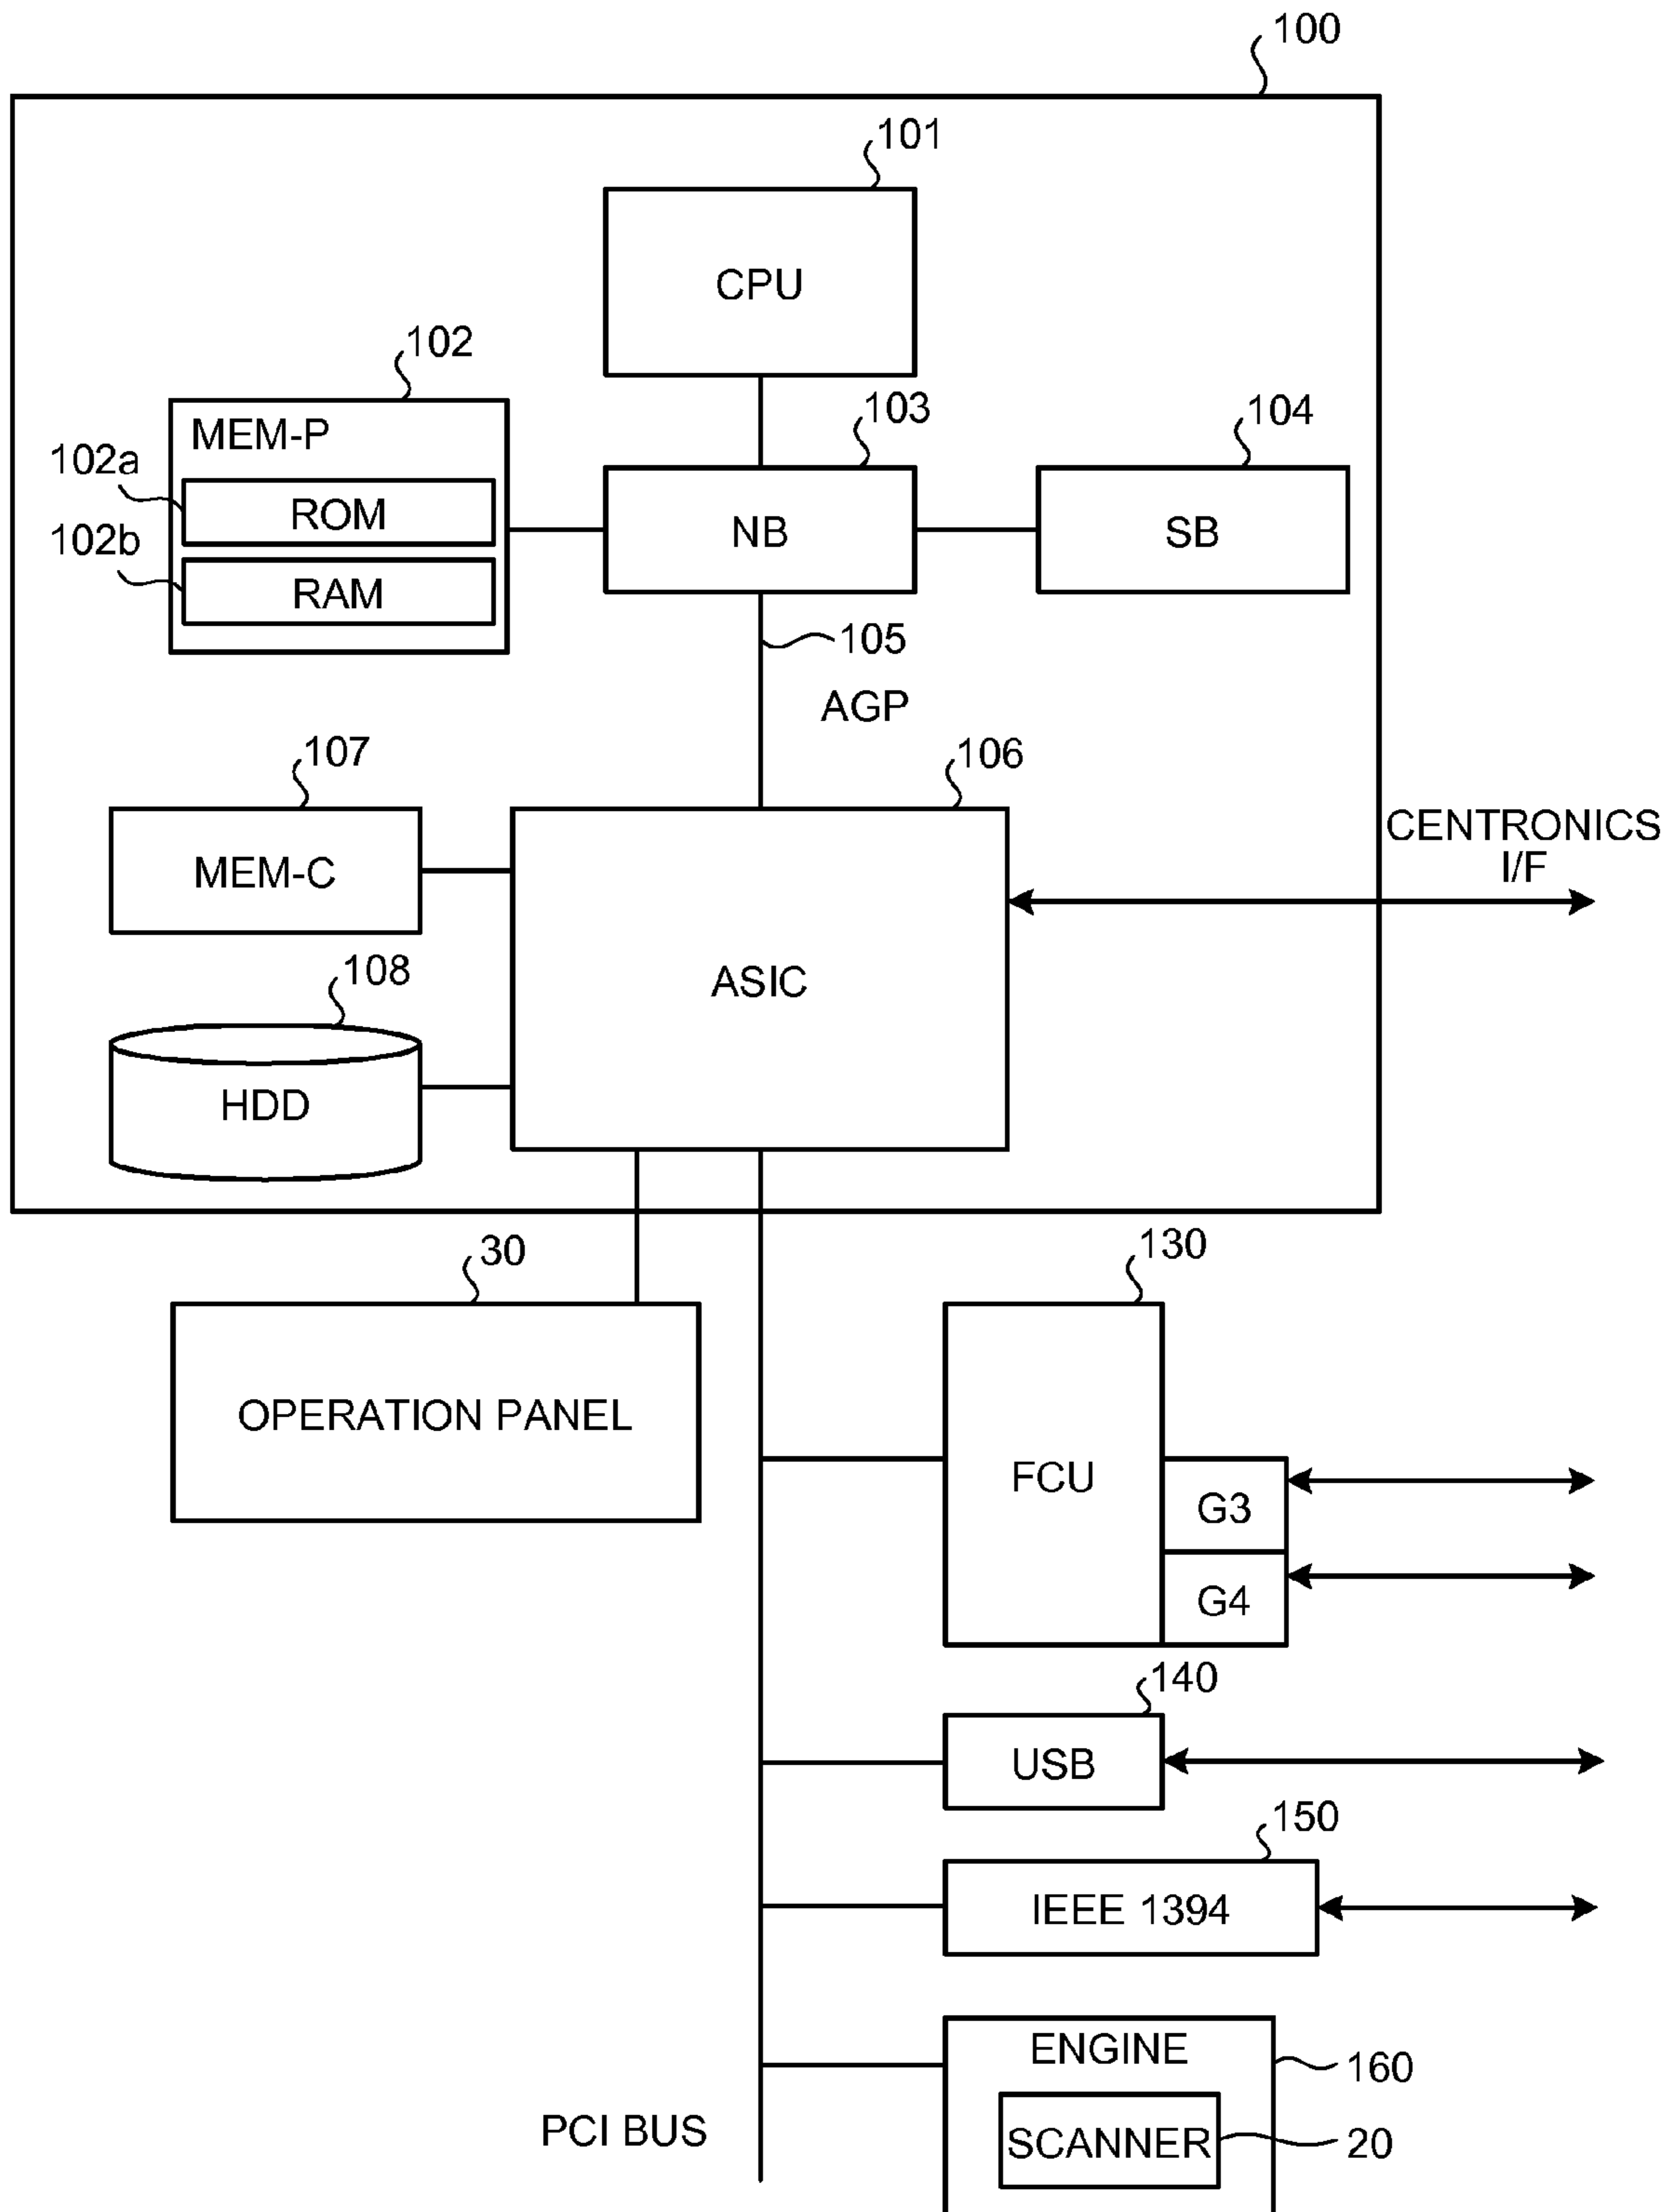 100
101
CPU
102
MEM-P
102a
ROM
102b
RAM
103
NB
104
SB
105
AGP
106
107
MEM-C
ASIC
CENTRONICS
I/F
108
HDD
30
OPERATION PANEL
130
FCU
G3
G4
140
USB
150
IEEE 1394
ENGINE
160
SCANNER
20
PCI BUS